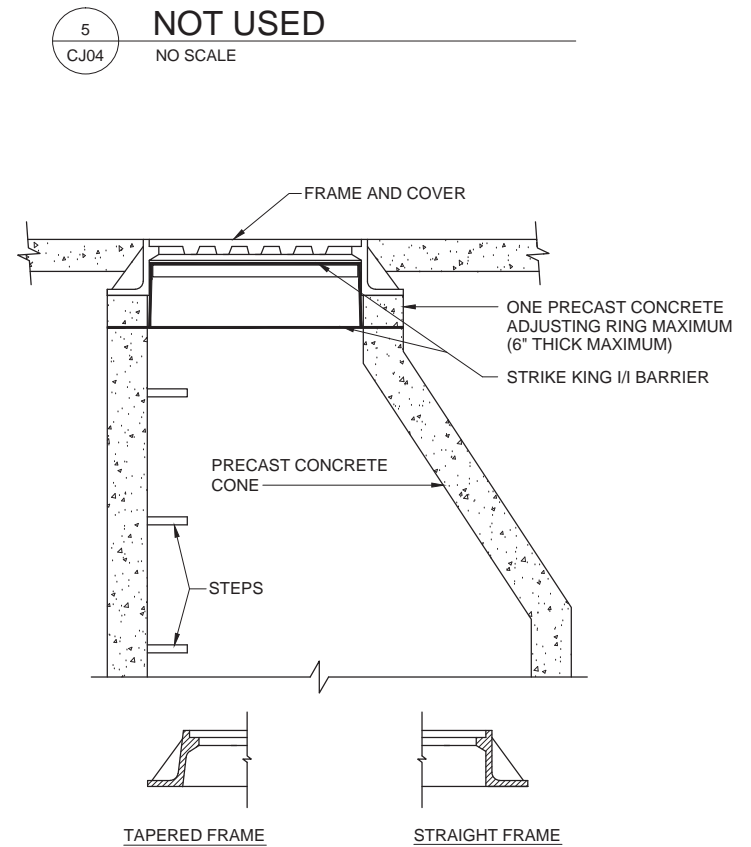 5
CJ04
NOT USED
NO SCALE
FRAME AND COVER
ONE PRECAST CONCRETE
ADJUSTING RING MAXIMUM
(6" THICK MAXIMUM)
STRIKE KING I/I BARRIER
PRECAST CONCRETE
CONE
STEPS
TAPERED FRAME
STRAIGHT FRAME